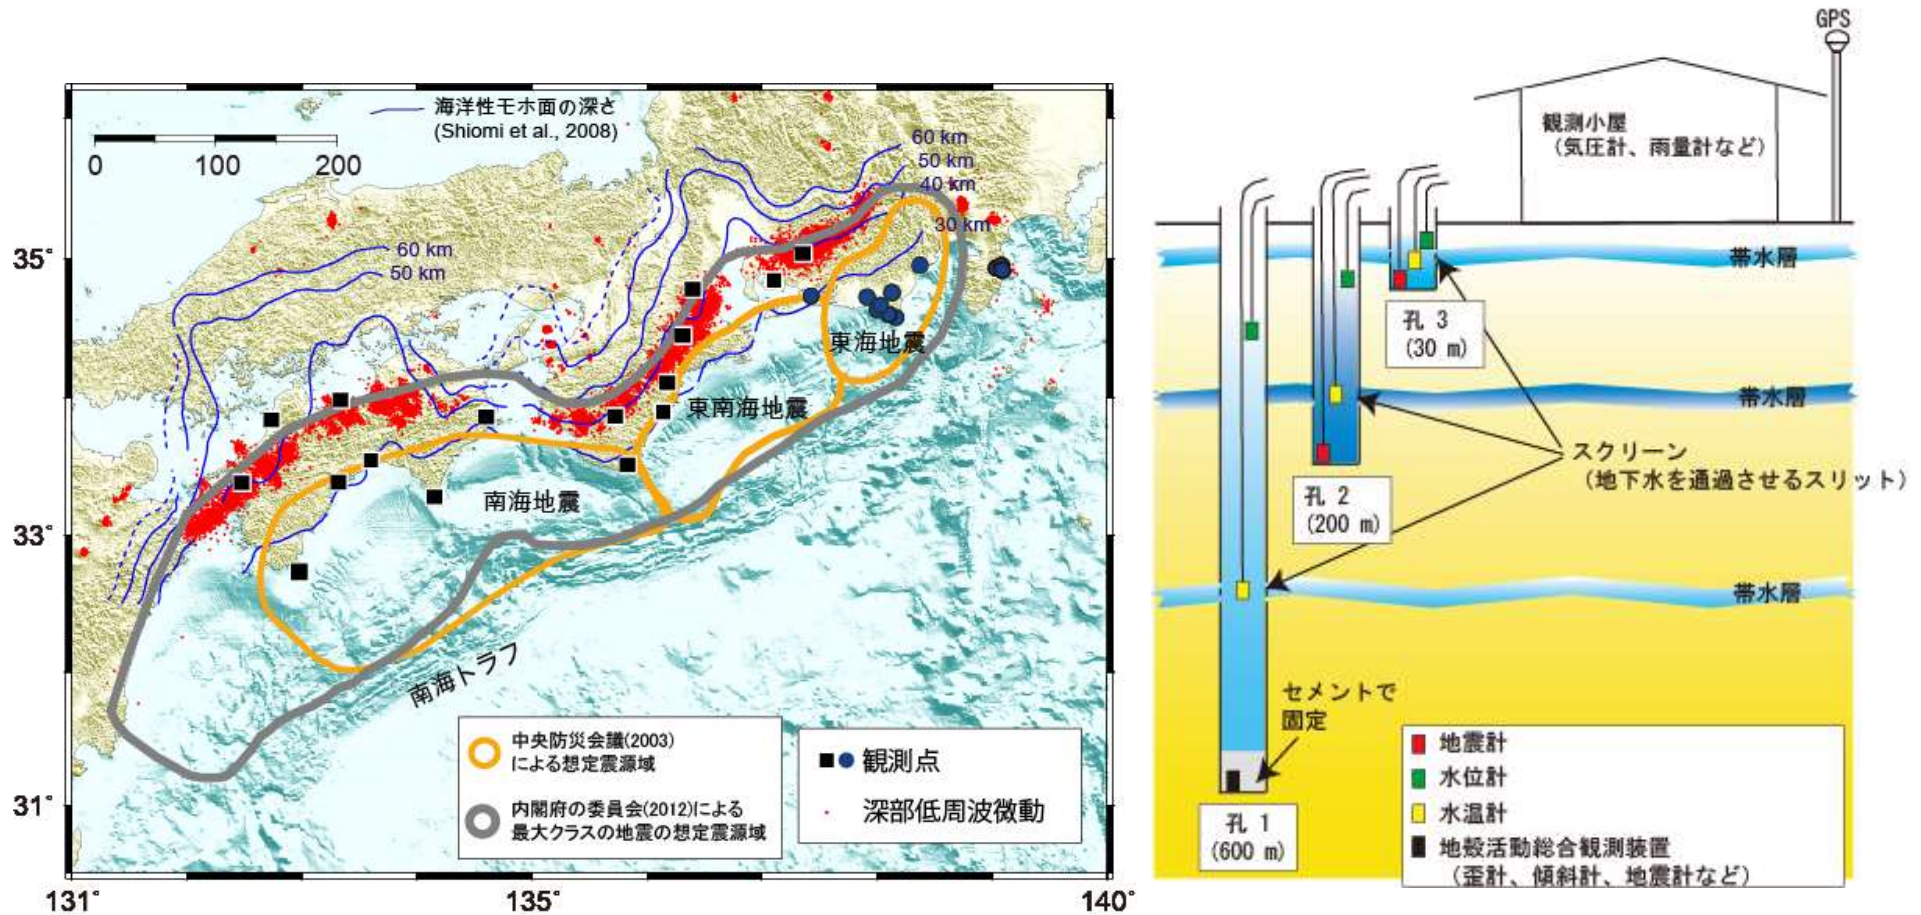 海洋性モホ面の深さ
(Shiomi et al., 2008)
0 100 200
60 km
50 km
40 km
30 km
60 km
50 km
35°
33°
31°
131°
135°
140°
東海地震
東南海地震
南海地震
南海トラフ
中央防災会議(2003)
による想定震源域
内閣府の委員会(2012)による
最大クラスの地震の想定震源域
観測点
深部低周波微動
GPS
観測小屋
(気圧計、雨量計など)
帯水層
孔 3
(30 m)
帯水層
スクリーン
(地下水を通過させるスリット)
孔 2
(200 m)
帯水層
セメントで
固定
孔 1
(600 m)
地震計
水位計
水温計
地殻活動総合観測装置
(歪計、傾斜計、地震計など)